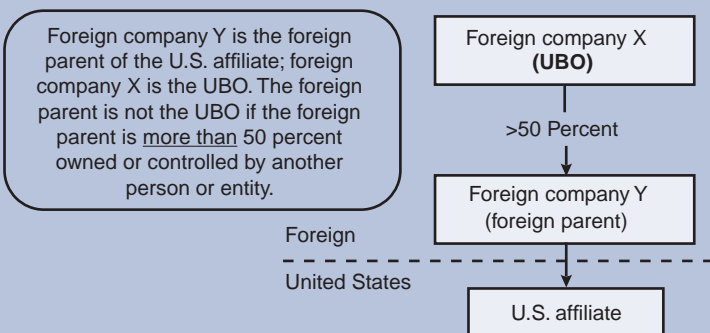 Foreign company Y is the foreign
parent of the U.S. affiliate; foreign
company X is the UBO. The foreign
parent is not the UBO if the foreign
parent is more than 50 percent
owned or controlled by another
person or entity.
Foreign company X
(UBO)
>50 Percent
Foreign company Y
(foreign parent)
Foreign
United States
U.S. affiliate